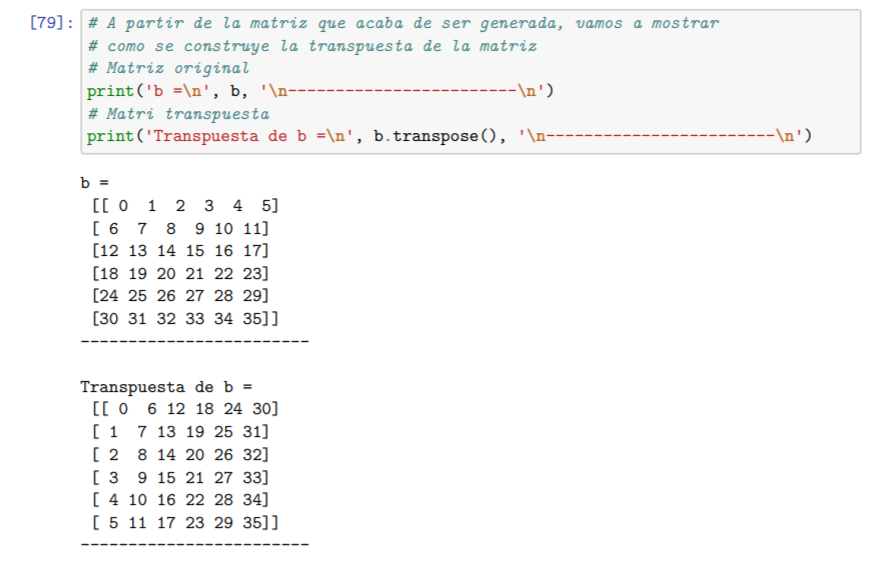 [79]: # A partir de la matriz que acaba de ser generada, vamos a mostrar
# como se construye la transpuesta de la matriz
# Matriz original
print('b =\n', b, '\n------------------------\n')
# Matri transpuesta
print('Transpuesta de b =\n', b.transpose(), '\n------------------------\n')
b =
[[ 0  1  2  3  4  5]
[ 6  7  8  9 10 11]
[12 13 14 15 16 17]
[18 19 20 21 22 23]
[24 25 26 27 28 29]
[30 31 32 33 34 35]]
------------------------
Transpuesta de b =
[[ 0  6 12 18 24 30]
[ 1  7 13 19 25 31]
[ 2  8 14 20 26 32]
[ 3  9 15 21 27 33]
[ 4 10 16 22 28 34]
[ 5 11 17 23 29 35]]
------------------------